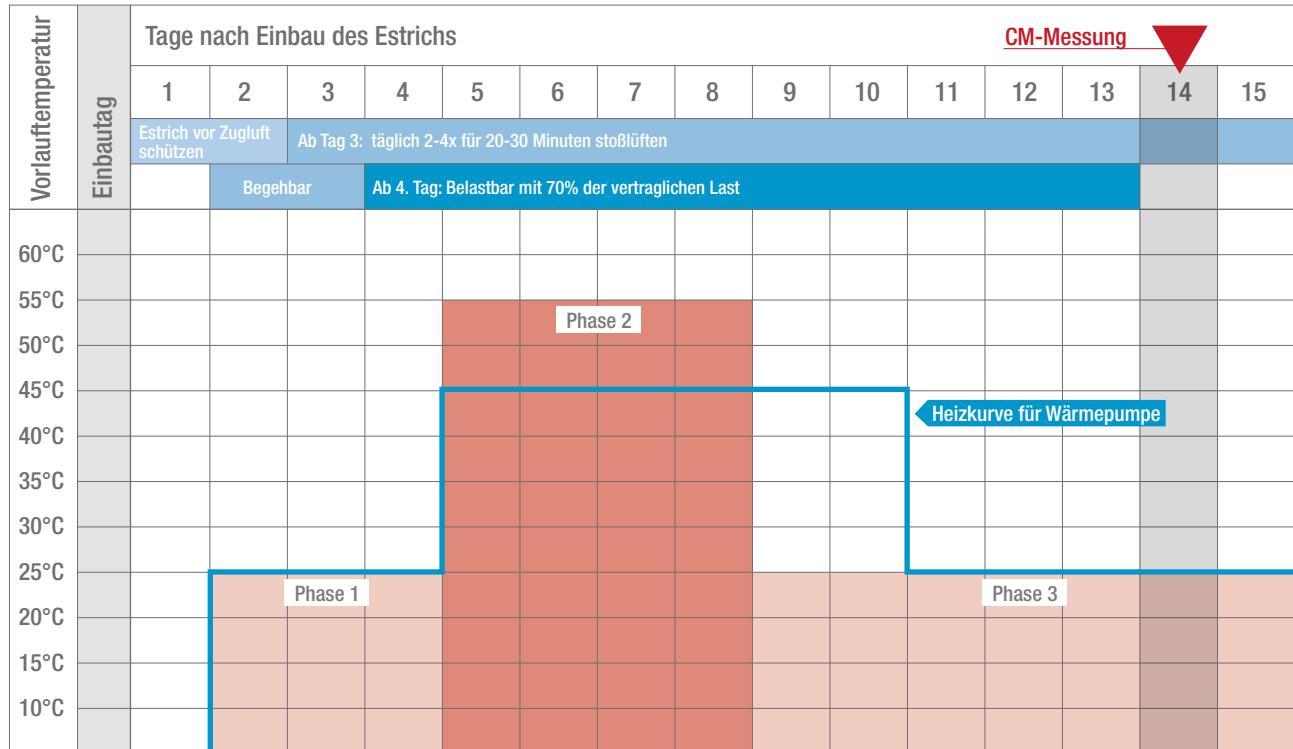 Vorlauftemperatur
Einbautag
Tage nach Einbau des Estrichs
CM-Messung
1 2 3 4 5 6 7 8 9 10 11 12 13 14 15
Estrich vor Zugluft
schützen
Ab Tag 3: täglich 2-4x für 20-30 Minuten stoßlüften
Begehbar
Ab 4. Tag: Belastbar mit 70% der vertraglichen Last
60°C
55°C
Phase 2
50°C
45°C
Heizkurve für Wärmepumpe
40°C
35°C
30°C
25°C
Phase 1
Phase 3
20°C
15°C
10°C